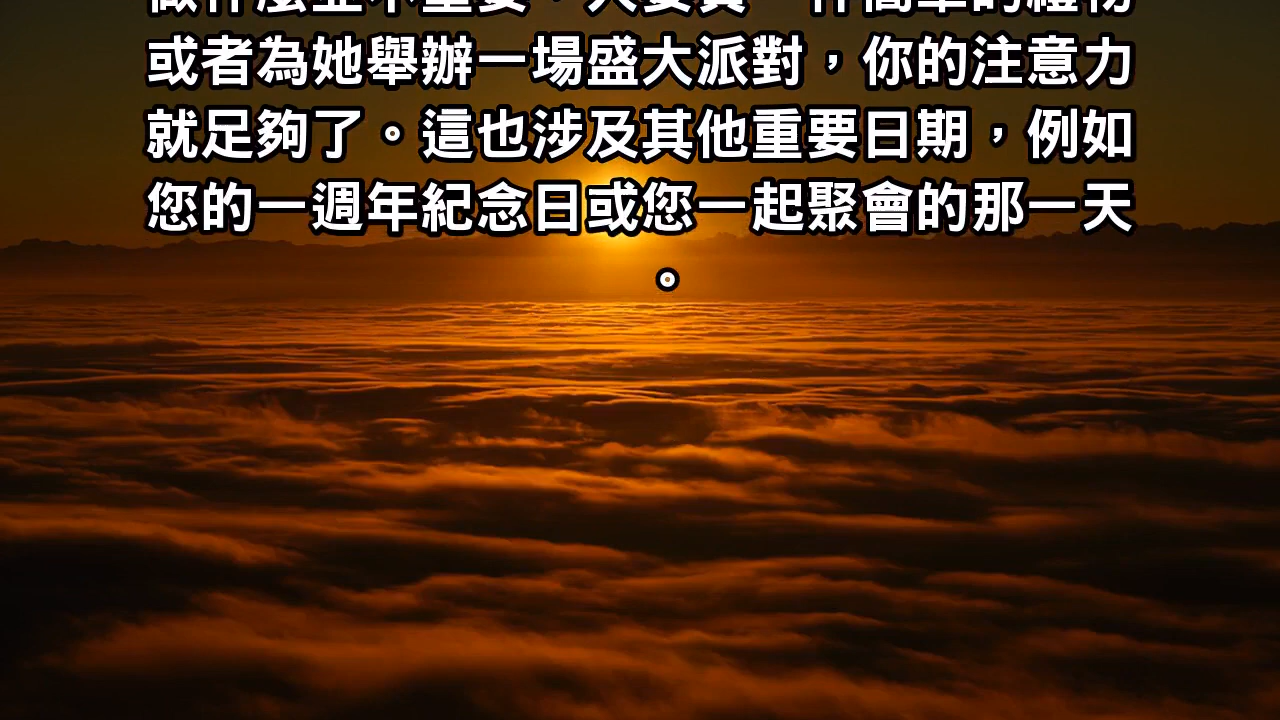 或者為她舉辦一場盛大派對，你的注意力
就足夠了。這也涉及其他重要日期，例如
您的一週年紀念日或您一起聚會的那一天
。